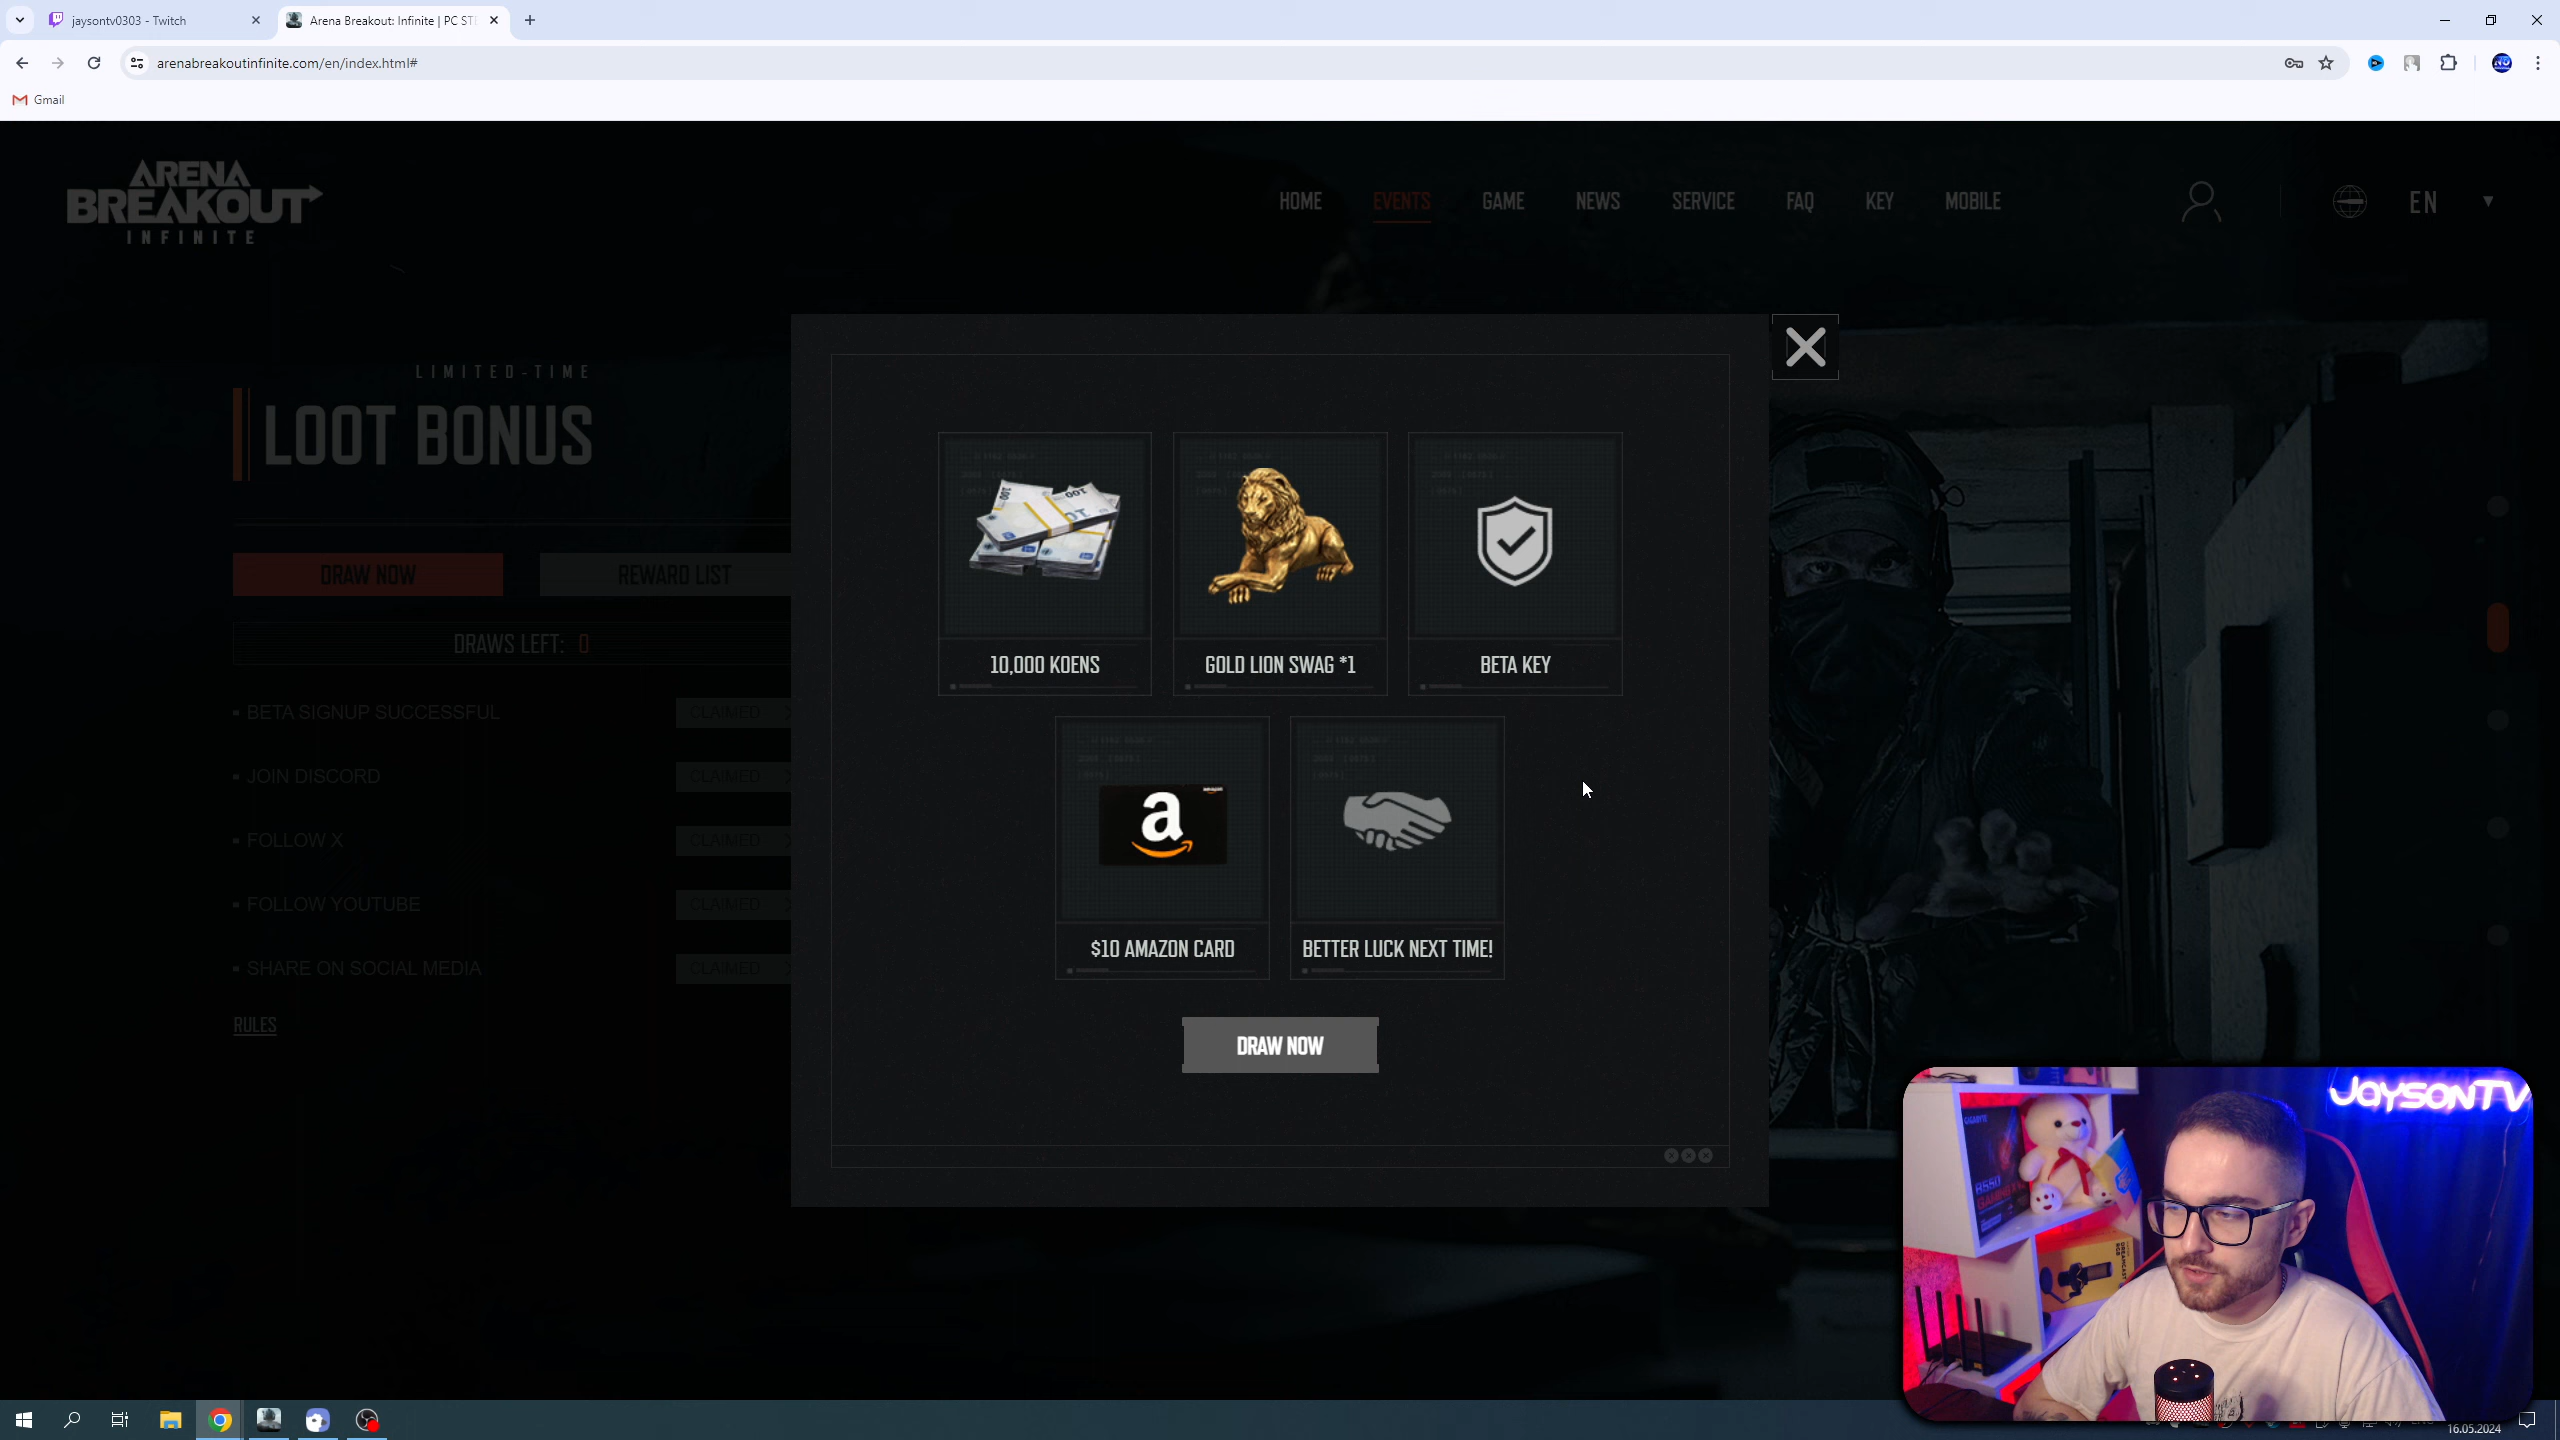 jaysontv0303 - Twitch
Arena Breakout: Infinite | PC STE
arenabreakoutinfinite.com/en/index.html#
Gmail
ARENA
BREAKOUT
INFINITE
HOME
EVENTS
GAME
NEWS
SERVICE
FAQ
KEY
MOBILE
EN
LIMITED-TIME
LOOT BONUS
DRAW NOW
REWARD LIST
DRAWS LEFT: 0
BETA SIGNUP SUCCESSFUL
CLAIMED
JOIN DISCORD
CLAIMED
FOLLOW X
CLAIMED
FOLLOW YOUTUBE
CLAIMED
SHARE ON SOCIAL MEDIA
CLAIMED
RULES
10,000 KOENS
GOLD LION SWAG *1
BETA KEY
$10 AMAZON CARD
BETTER LUCK NEXT TIME!
DRAW NOW
JAYSONTV
16.05.2024